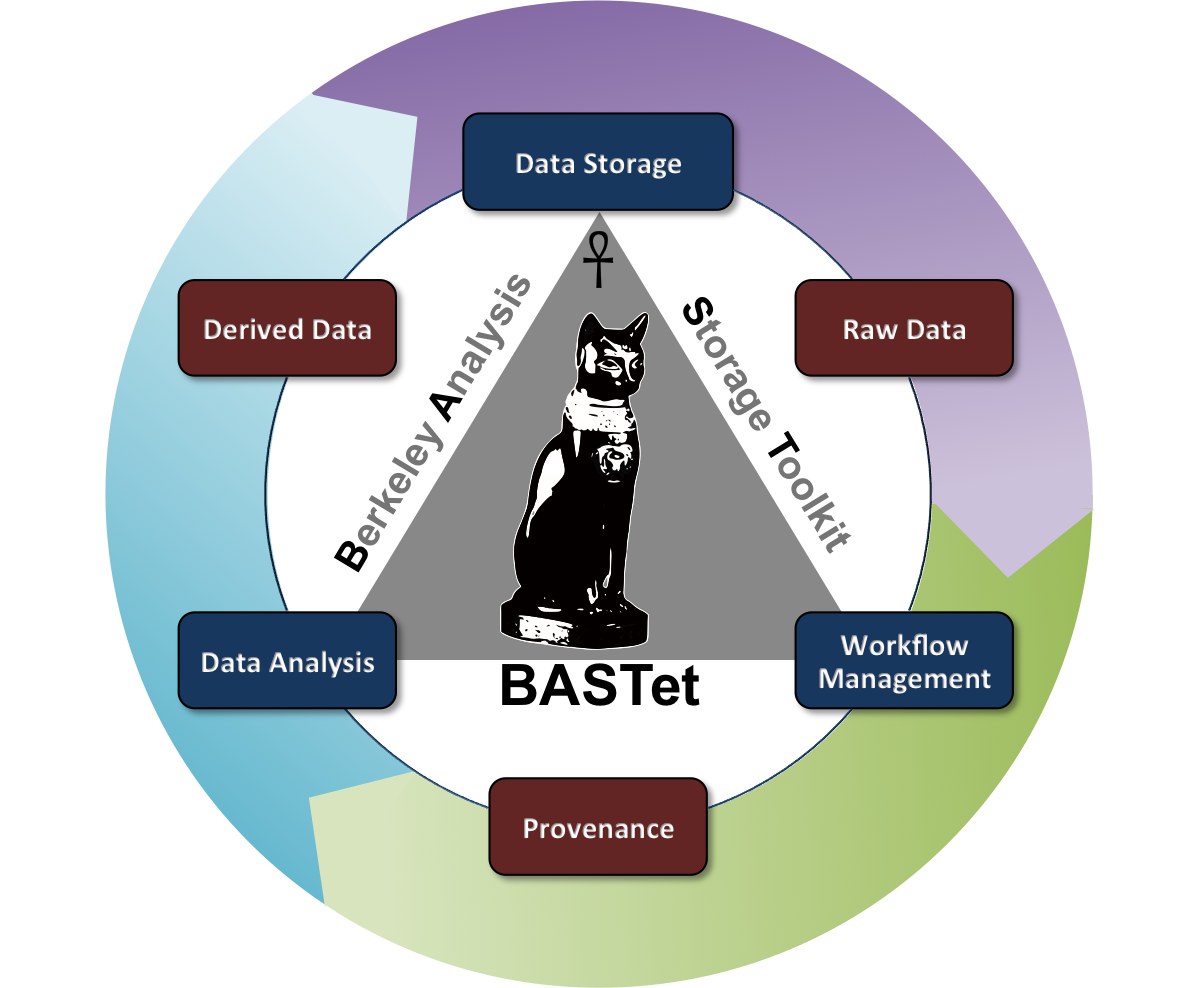 Data Storage
Derived Data
Raw Data
Berkeley Analysis
Storage Toolkit
Data Analysis
Workflow
Management
BASTet
Provenance